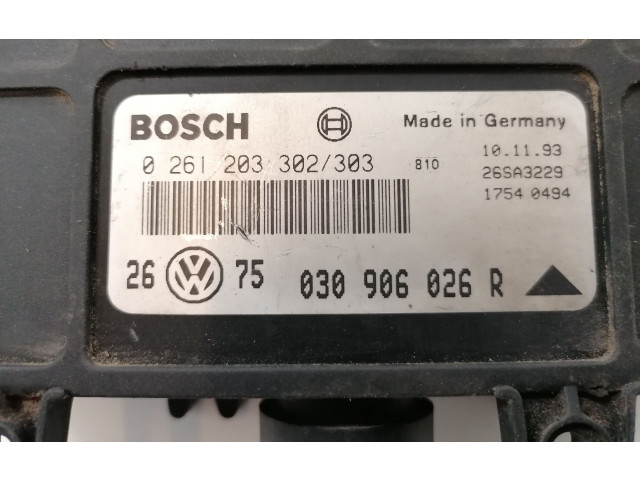 BOSCH Made in Germany
0 261 203 302/303 810 10.11.93
26SA3229
1754 0494
26 VW 75 030 906 026 R